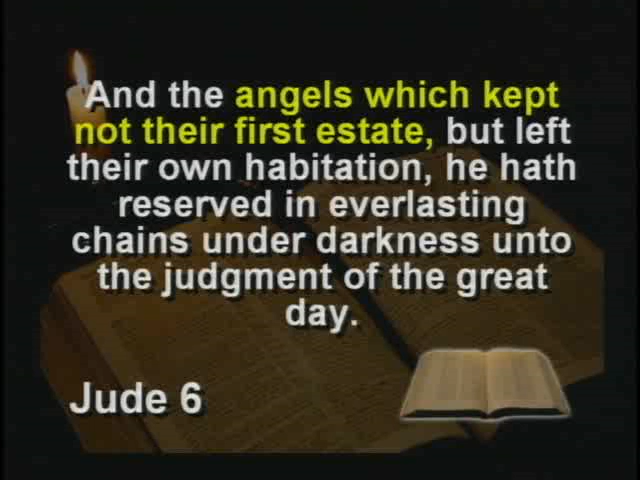 And the angels which kept
not their first estate, but left
their own habitation, he hath
reserved in everlasting
chains under darkness unto
the judgment of the great
day.
Jude 6